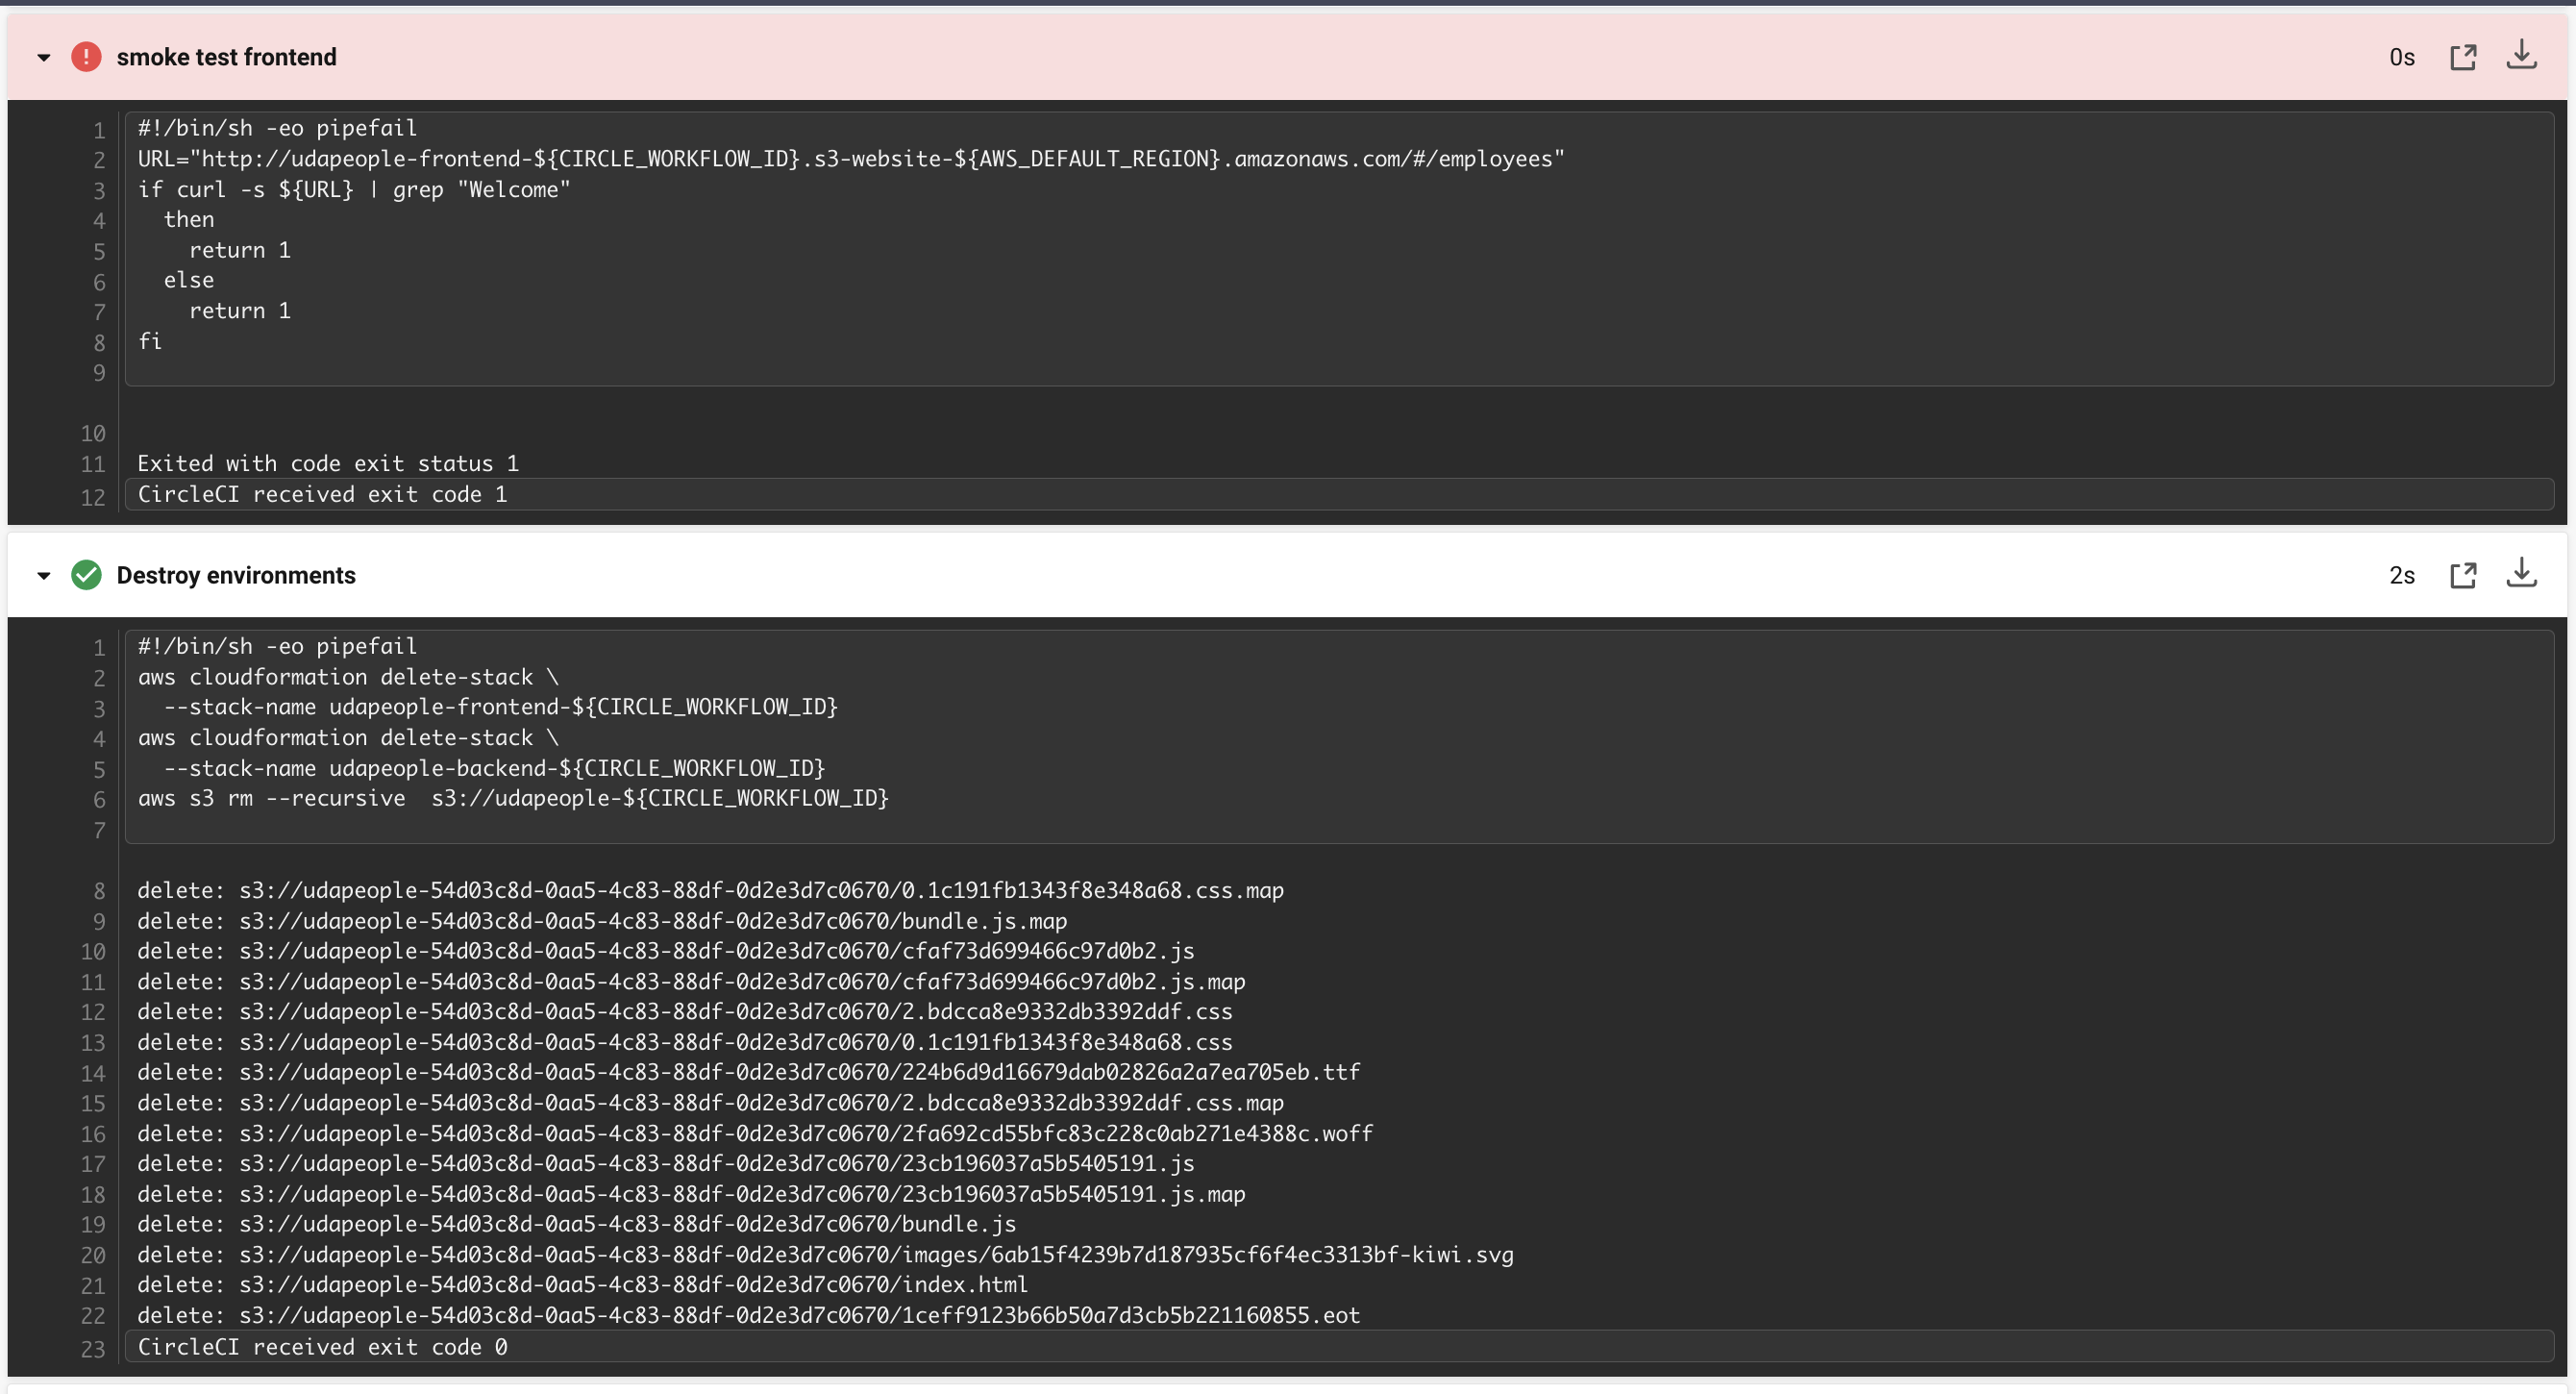 smoke test frontend 0s
1 #!/bin/sh -eo pipefail
2 URL="http://udapeople-frontend-${CIRCLE_WORKFLOW_ID}.s3-website-${AWS_DEFAULT_REGION}.amazonaws.com/#/employees"
3 if curl -s ${URL} | grep "Welcome"
4 then
5 return 1
6 else
7 return 1
8 fi
9
10
11 Exited with code exit status 1
12 CircleCI received exit code 1
Destroy environments 2s
1 #!/bin/sh -eo pipefail
2 aws cloudformation delete-stack \
3 --stack-name udapeople-frontend-${CIRCLE_WORKFLOW_ID}
4 aws cloudformation delete-stack \
5 --stack-name udapeople-backend-${CIRCLE_WORKFLOW_ID}
6 aws s3 rm --recursive  s3://udapeople-${CIRCLE_WORKFLOW_ID}
7
8 delete: s3://udapeople-54d03c8d-0aa5-4c83-88df-0d2e3d7c0670/0.1c191fb1343f8e348a68.css.map
9 delete: s3://udapeople-54d03c8d-0aa5-4c83-88df-0d2e3d7c0670/bundle.js.map
10 delete: s3://udapeople-54d03c8d-0aa5-4c83-88df-0d2e3d7c0670/cfaf73d699466c97d0b2.js
11 delete: s3://udapeople-54d03c8d-0aa5-4c83-88df-0d2e3d7c0670/cfaf73d699466c97d0b2.js.map
12 delete: s3://udapeople-54d03c8d-0aa5-4c83-88df-0d2e3d7c0670/2.bdcca8e9332db3392ddf.css
13 delete: s3://udapeople-54d03c8d-0aa5-4c83-88df-0d2e3d7c0670/0.1c191fb1343f8e348a68.css
14 delete: s3://udapeople-54d03c8d-0aa5-4c83-88df-0d2e3d7c0670/224b6d9d16679dab02826a2a7ea705eb.ttf
15 delete: s3://udapeople-54d03c8d-0aa5-4c83-88df-0d2e3d7c0670/2.bdcca8e9332db3392ddf.css.map
16 delete: s3://udapeople-54d03c8d-0aa5-4c83-88df-0d2e3d7c0670/2fa692cd55bfc83c228c0ab271e4388c.woff
17 delete: s3://udapeople-54d03c8d-0aa5-4c83-88df-0d2e3d7c0670/23cb196037a5b5405191.js
18 delete: s3://udapeople-54d03c8d-0aa5-4c83-88df-0d2e3d7c0670/23cb196037a5b5405191.js.map
19 delete: s3://udapeople-54d03c8d-0aa5-4c83-88df-0d2e3d7c0670/bundle.js
20 delete: s3://udapeople-54d03c8d-0aa5-4c83-88df-0d2e3d7c0670/images/6ab15f4239b7d187935cf6f4ec3313bf-kiwi.svg
21 delete: s3://udapeople-54d03c8d-0aa5-4c83-88df-0d2e3d7c0670/index.html
22 delete: s3://udapeople-54d03c8d-0aa5-4c83-88df-0d2e3d7c0670/1ceff9123b66b50a7d3cb5b221160855.eot
23 CircleCI received exit code 0